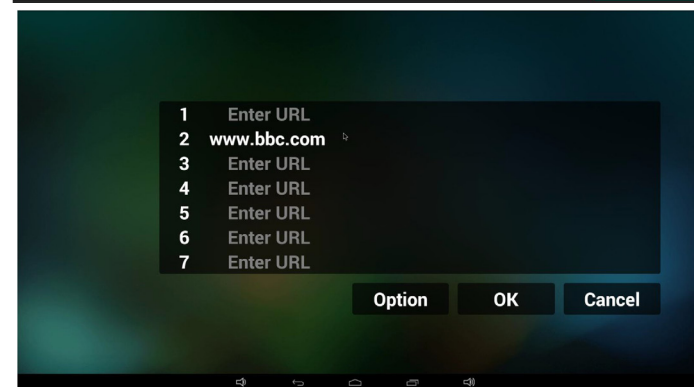 1 Enter URL
2 www.bbc.com
3 Enter URL
4 Enter URL
5 Enter URL
6 Enter URL
7 Enter URL
Option OK Cancel